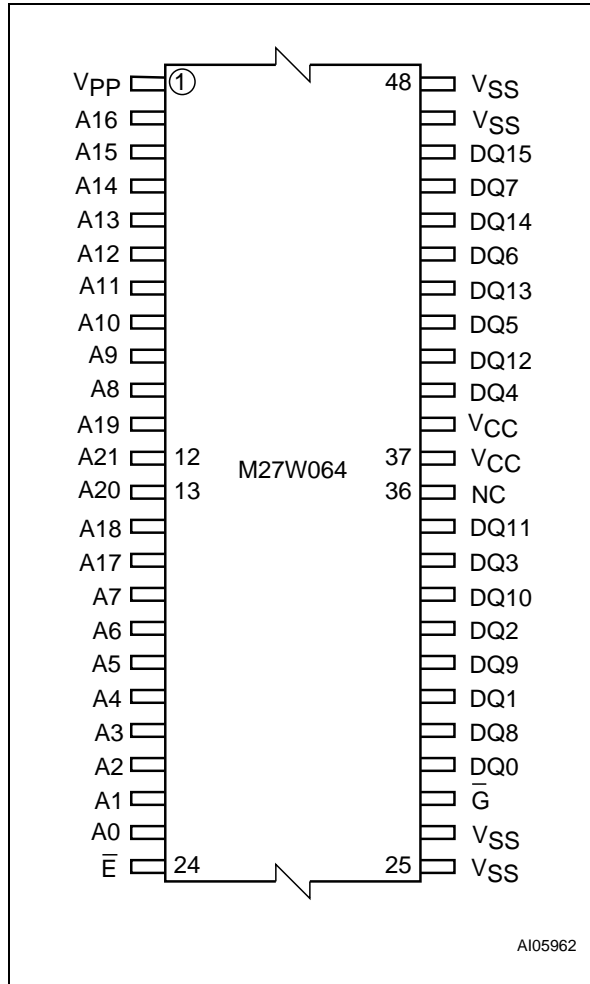 VPP 1 48 VSS
A16 VSS
A15 DQ15
A14 DQ7
A13 DQ14
A12 DQ6
A11 DQ13
A10 DQ5
A9 DQ12
A8 DQ4
A19 VCC
A21 12 M27W064 37 VCC
A20 13 36 NC
A18 DQ11
A17 DQ3
A7 DQ10
A6 DQ2
A5 DQ9
A4 DQ1
A3 DQ8
A2 DQ0
A1 G̅
A0 VSS
E̅ 24 25 VSS
AI05962